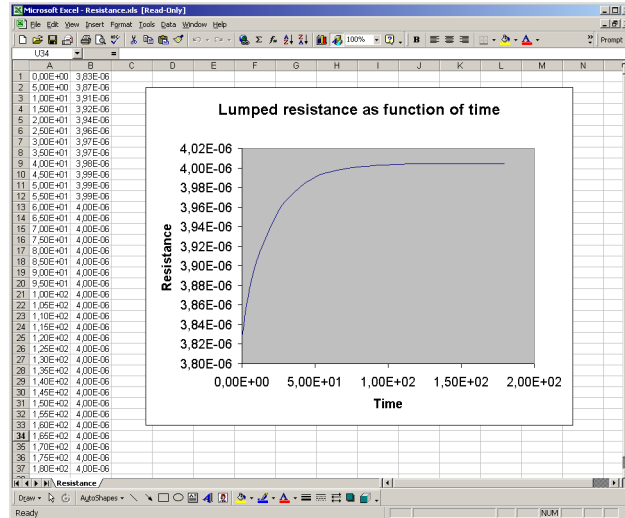 Microsoft Excel - Resistance.xls [Read-Only]
File Edit View Insert Format Tools Data Window Help
100% B Prompt
U34 =
A B C D E F G H I J K L M N
1 0,00E+00 3,83E-06
2 5,00E+00 3,87E-06
3 1,00E+01 3,91E-06
4 1,50E+01 3,92E-06
5 2,00E+01 3,94E-06
6 2,50E+01 3,96E-06
7 3,00E+01 3,97E-06
8 3,50E+01 3,97E-06
9 4,00E+01 3,98E-06
10 4,50E+01 3,99E-06
11 5,00E+01 3,99E-06
12 5,50E+01 3,99E-06
13 6,00E+01 4,00E-06
14 6,50E+01 4,00E-06
15 7,00E+01 4,00E-06
16 7,50E+01 4,00E-06
17 8,00E+01 4,00E-06
18 8,50E+01 4,00E-06
19 9,00E+01 4,00E-06
20 9,50E+01 4,00E-06
21 1,00E+02 4,00E-06
22 1,05E+02 4,00E-06
23 1,10E+02 4,00E-06
24 1,15E+02 4,00E-06
25 1,20E+02 4,00E-06
26 1,25E+02 4,00E-06
27 1,30E+02 4,00E-06
28 1,35E+02 4,00E-06
29 1,40E+02 4,00E-06
30 1,45E+02 4,00E-06
31 1,50E+02 4,00E-06
32 1,55E+02 4,00E-06
33 1,60E+02 4,00E-06
34 1,65E+02 4,00E-06
35 1,70E+02 4,00E-06
36 1,75E+02 4,00E-06
37 1,80E+02 4,00E-06
Lumped resistance as function of time
4,02E-06
4,00E-06
3,98E-06
3,96E-06
3,94E-06
3,92E-06
3,90E-06
3,88E-06
3,86E-06
3,84E-06
3,82E-06
3,80E-06
Resistance
0,00E+00 5,00E+01 1,00E+02 1,50E+02 2,00E+02
Time
Resistance
Draw AutoShapes
Ready NUM